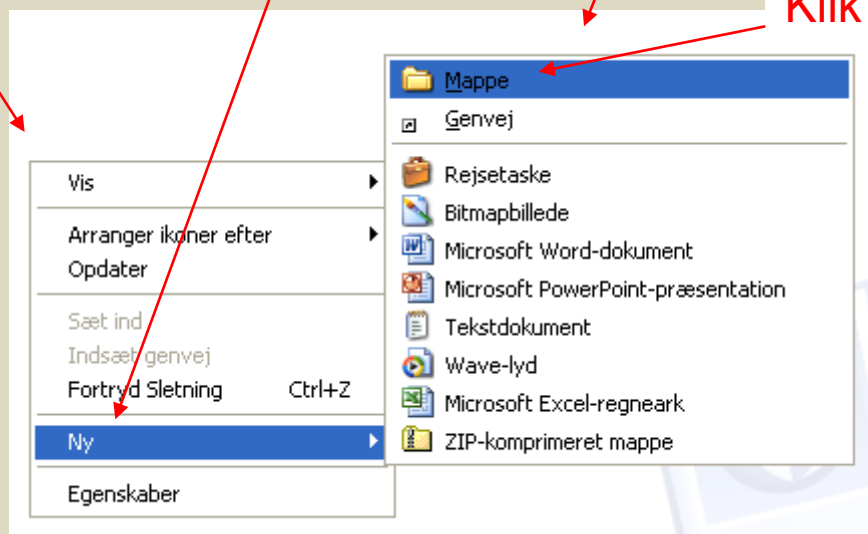 Klik
Mappe
Genvej
Rejsetaske
Bitmapbillede
Microsoft Word-dokument
Microsoft PowerPoint-præsentation
Tekstdokument
Wave-lyd
Microsoft Excel-regneark
ZIP-komprimeret mappe
Vis
Arranger ikoner efter
Opdater
Sæt ind
Indsæt genvej
Fortryd Sletning Ctrl+Z
Ny
Egenskaber